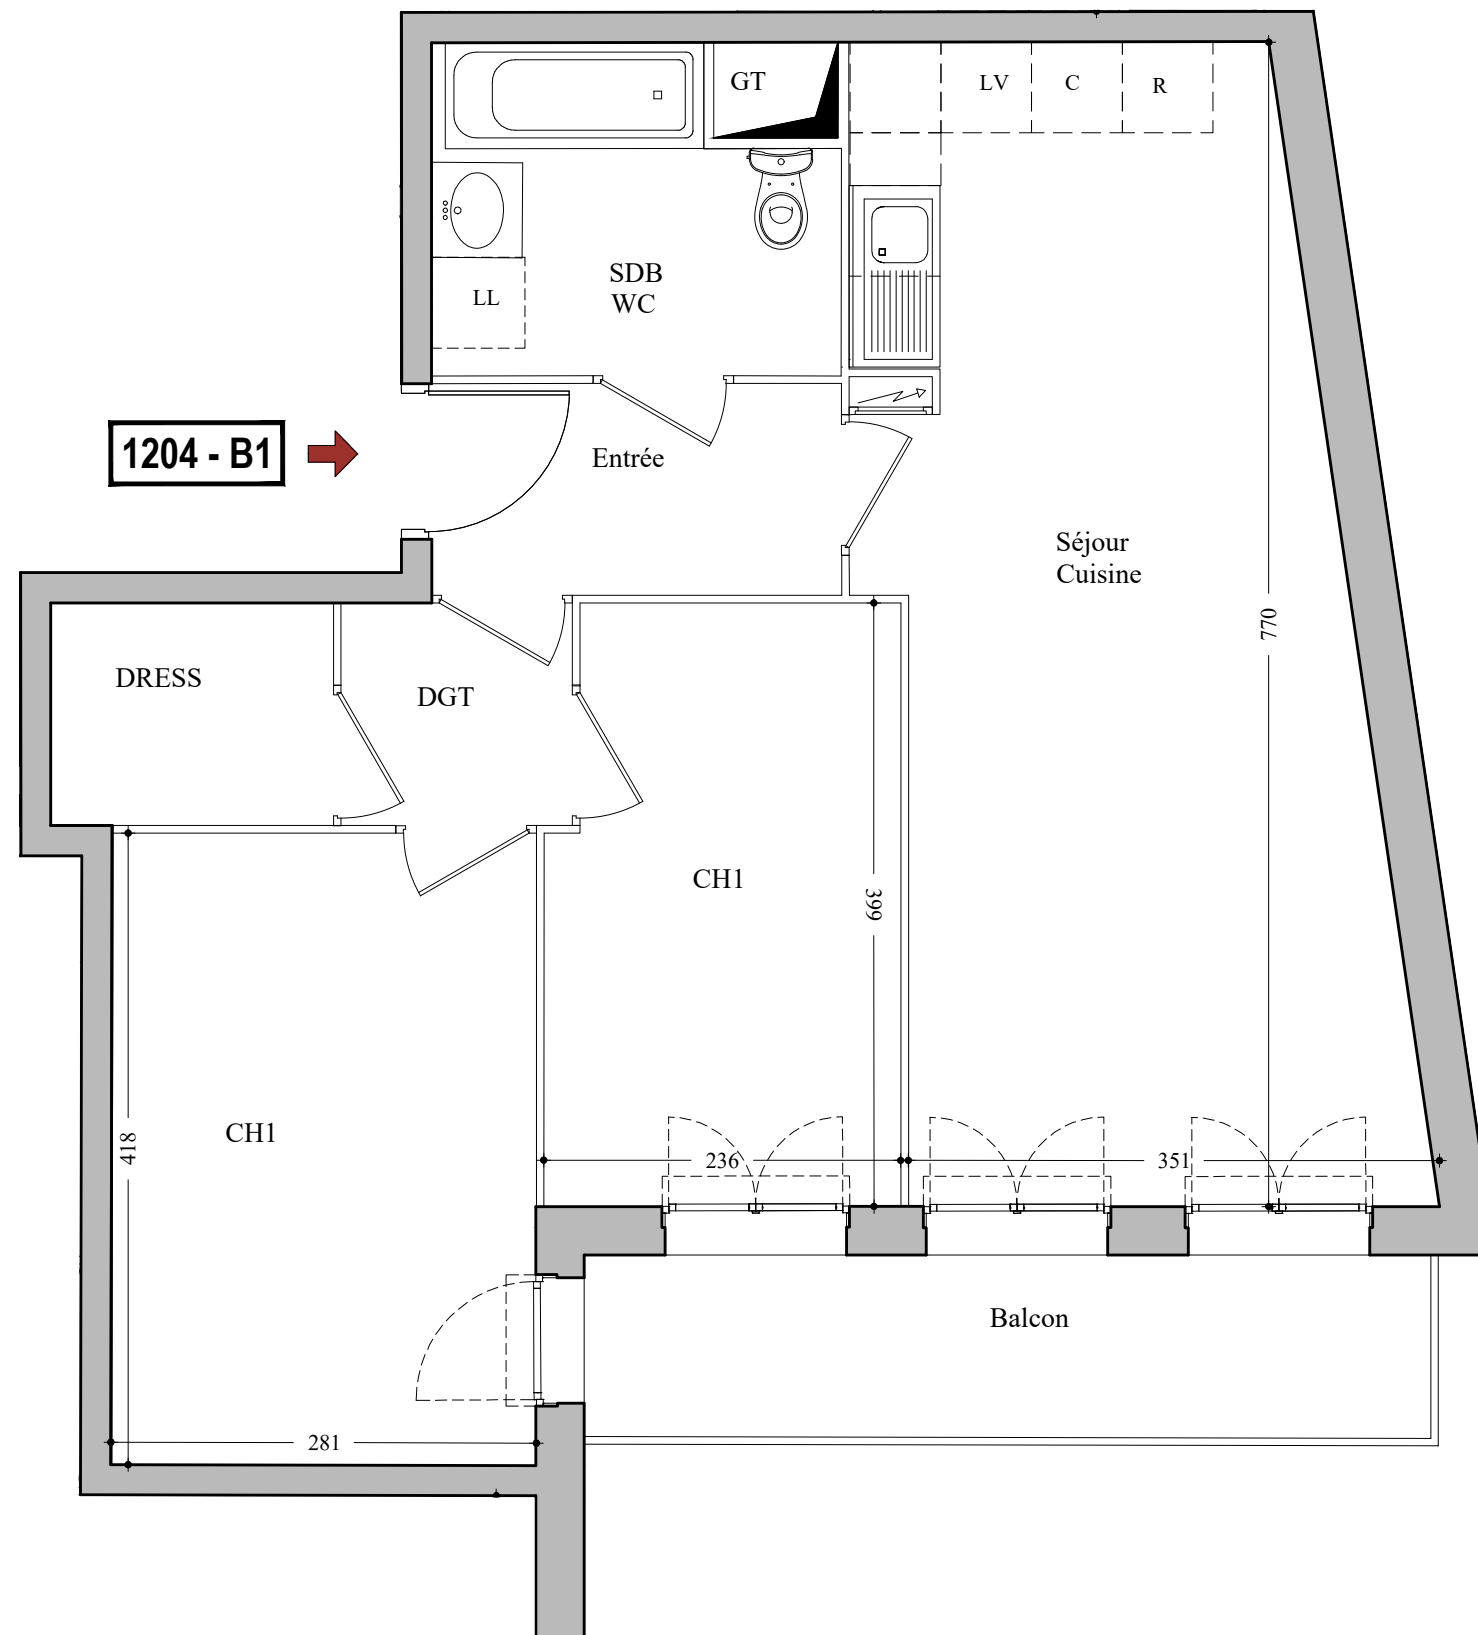 GT
LV
C
R
SDB
WC
LL
1204 - B1
Entrée
Séjour
Cuisine
770
DRESS
DGT
CH1
399
CH1
418
236
351
Balcon
281